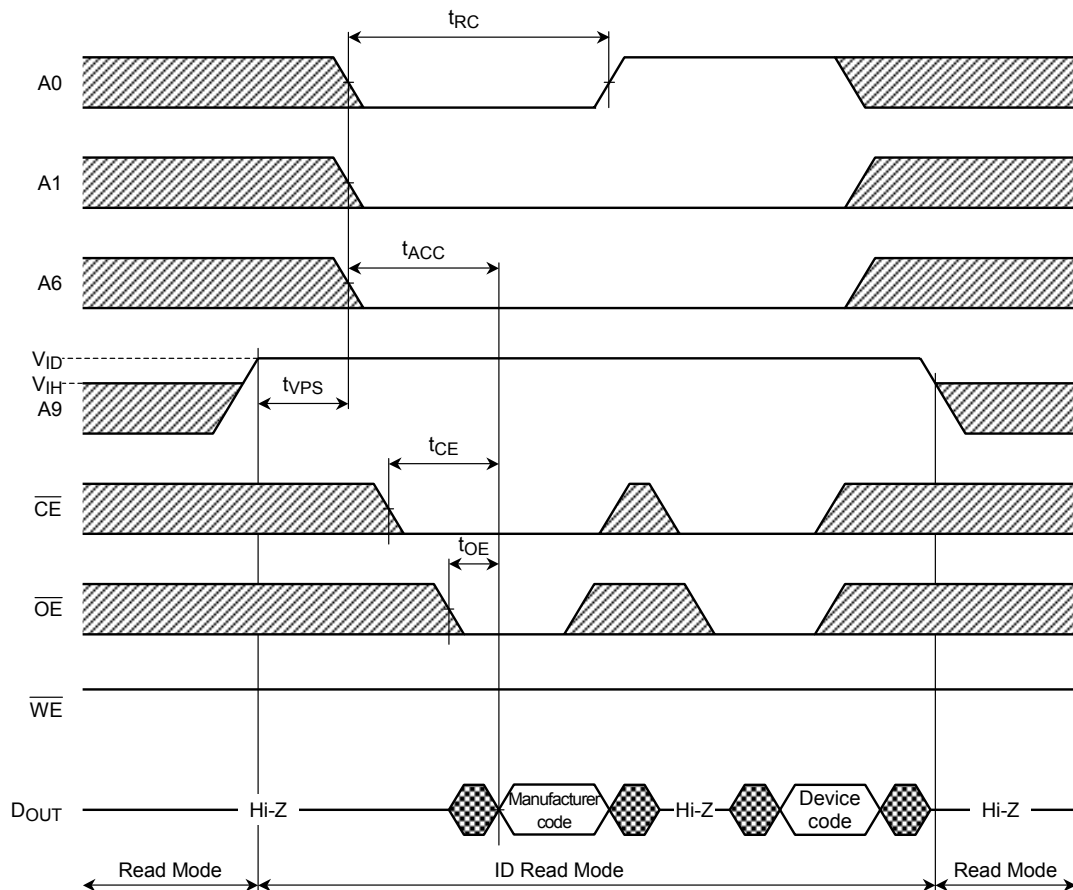 tRC
A0
A1
tACC
A6
VID
VIH
tVPS
A9
tCE
CE
tOE
OE
WE
DOUT
Hi-Z
Manufacturer
code
Hi-Z
Device
code
Hi-Z
Read Mode
ID Read Mode
Read Mode